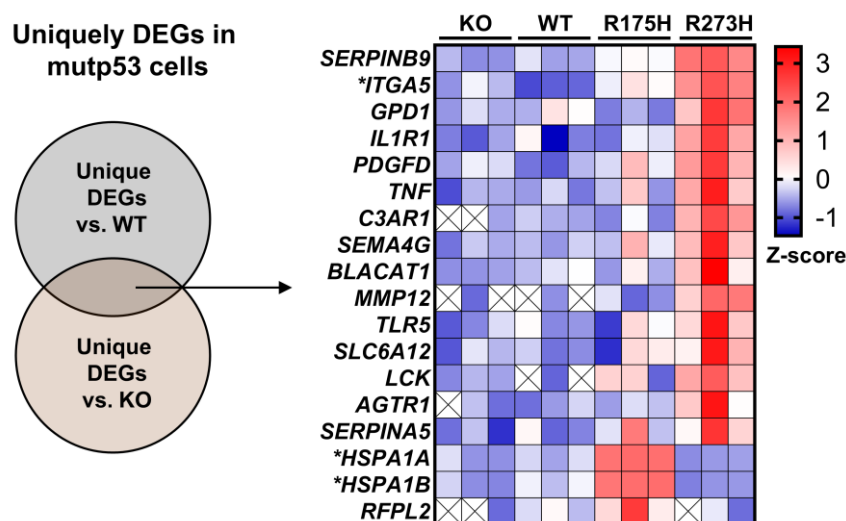 Uniquely DEGs in
mutp53 cells
Unique
DEGs
vs. WT
Unique
DEGs
vs. KO
KO WT R175H R273H
SERPINB9
*ITGA5
GPD1
IL1R1
PDGFD
TNF
C3AR1
SEMA4G
BLACAT1
MMP12
TLR5
SLC6A12
LCK
AGTR1
SERPINA5
*HSPA1A
*HSPA1B
RFPL2
3
2
1
0
-1
Z-score